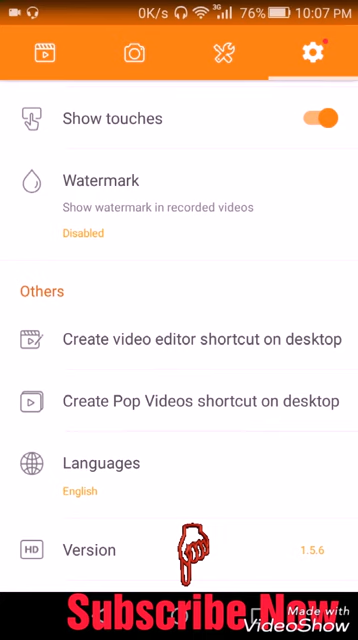 0K/s 3G 76% 10:07 PM
Show touches
Watermark
Show watermark in recorded videos
Disabled
Others
Create video editor shortcut on desktop
Create Pop Videos shortcut on desktop
Languages
English
HD Version 1.5.6
Subscribe Now
Made with
VideoShow